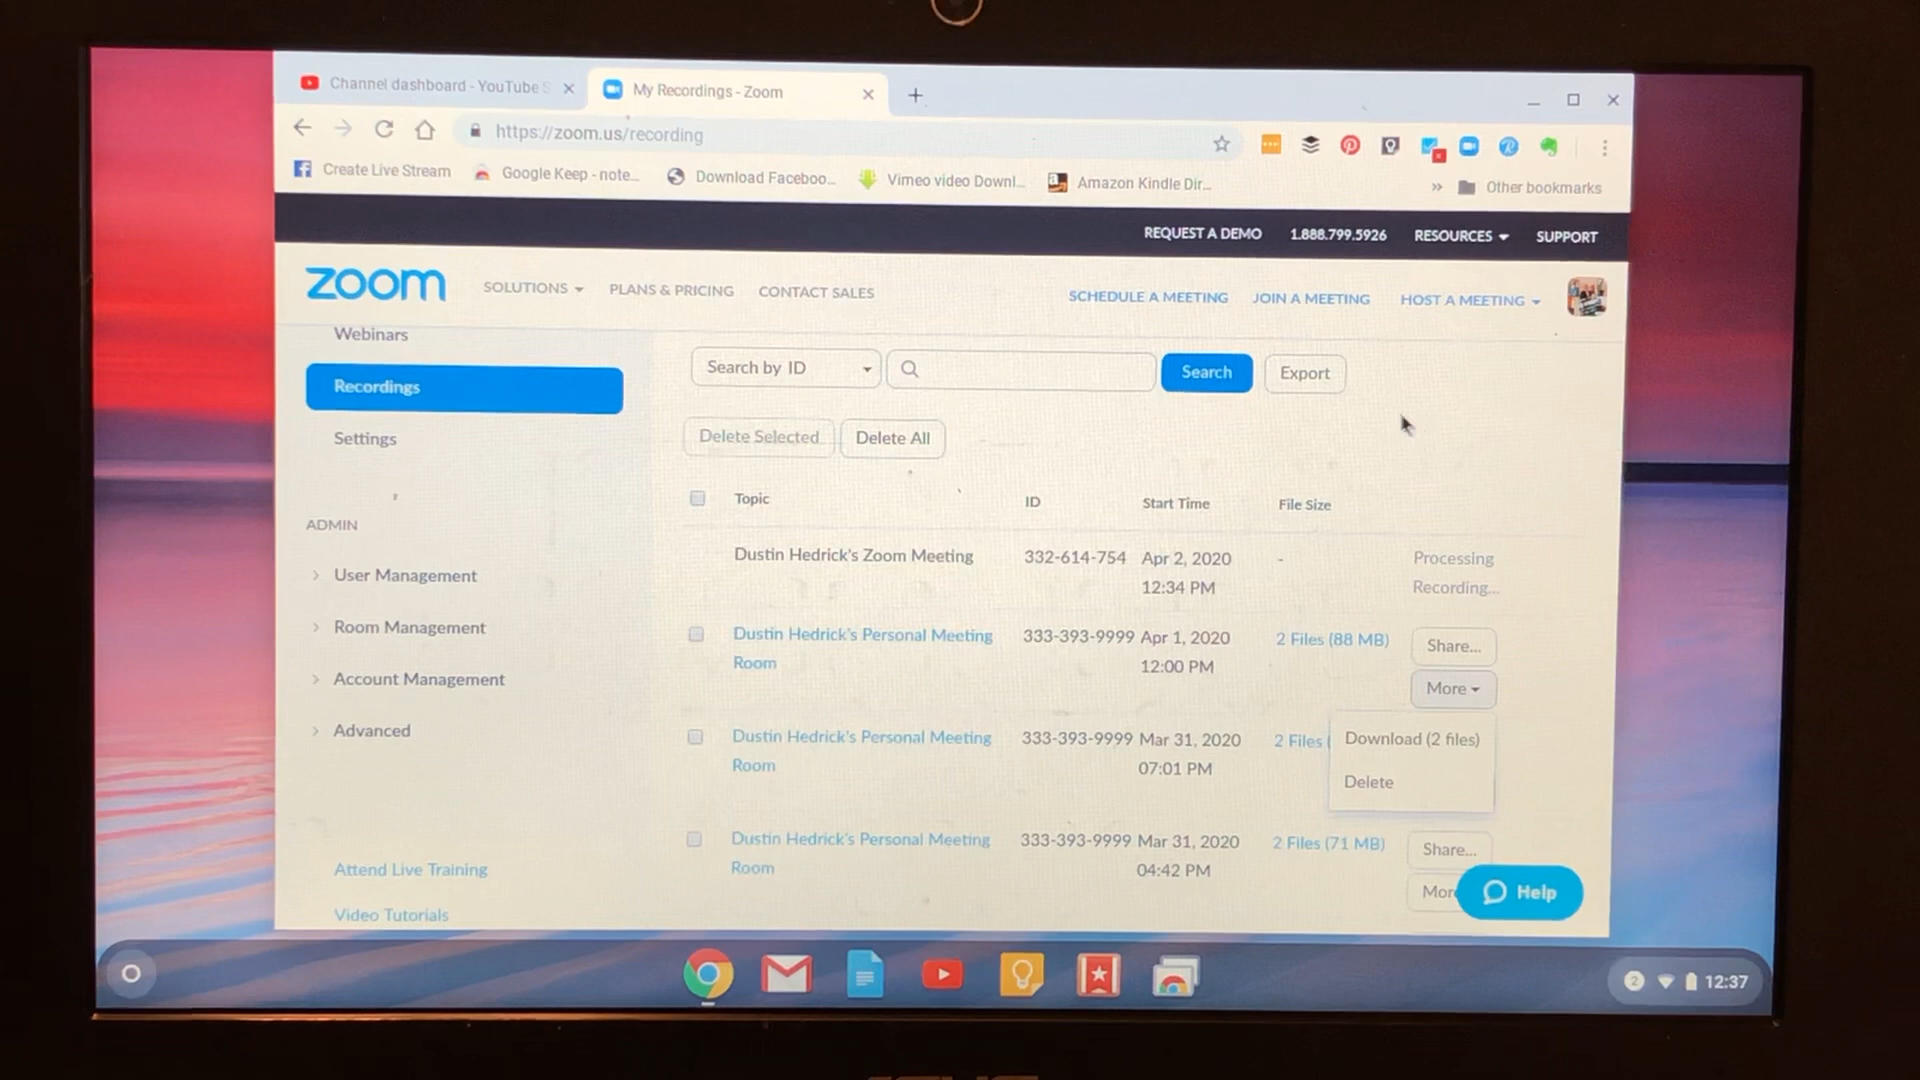 Channel dashboard - YouTube S
My Recordings - Zoom
https://zoom.us/recording
Create Live Stream
Google Keep - note...
Download Faceboo...
Vimeo video Downl...
Amazon Kindle Dir...
Other bookmarks
REQUEST A DEMO 1.888.799.5926 RESOURCES SUPPORT
zoom SOLUTIONS PLANS & PRICING CONTACT SALES SCHEDULE A MEETING JOIN A MEETING HOST A MEETING
Webinars
Recordings
Settings
ADMIN
User Management
Room Management
Account Management
Advanced
Attend Live Training
Video Tutorials
Search by ID Search Export
Delete Selected Delete All
Topic ID Start Time File Size
Dustin Hedrick's Zoom Meeting 332-614-754 Apr 2, 2020 - Processing
12:34 PM Recording...
Dustin Hedrick's Personal Meeting 333-393-9999 Apr 1, 2020 2 Files (88 MB) Share...
Room 12:00 PM More
Dustin Hedrick's Personal Meeting 333-393-9999 Mar 31, 2020 2 Files ( Download (2 files)
Room 07:01 PM Delete
Dustin Hedrick's Personal Meeting 333-393-9999 Mar 31, 2020 2 Files (71 MB) Share...
Room 04:42 PM Mor Help
2 12:37